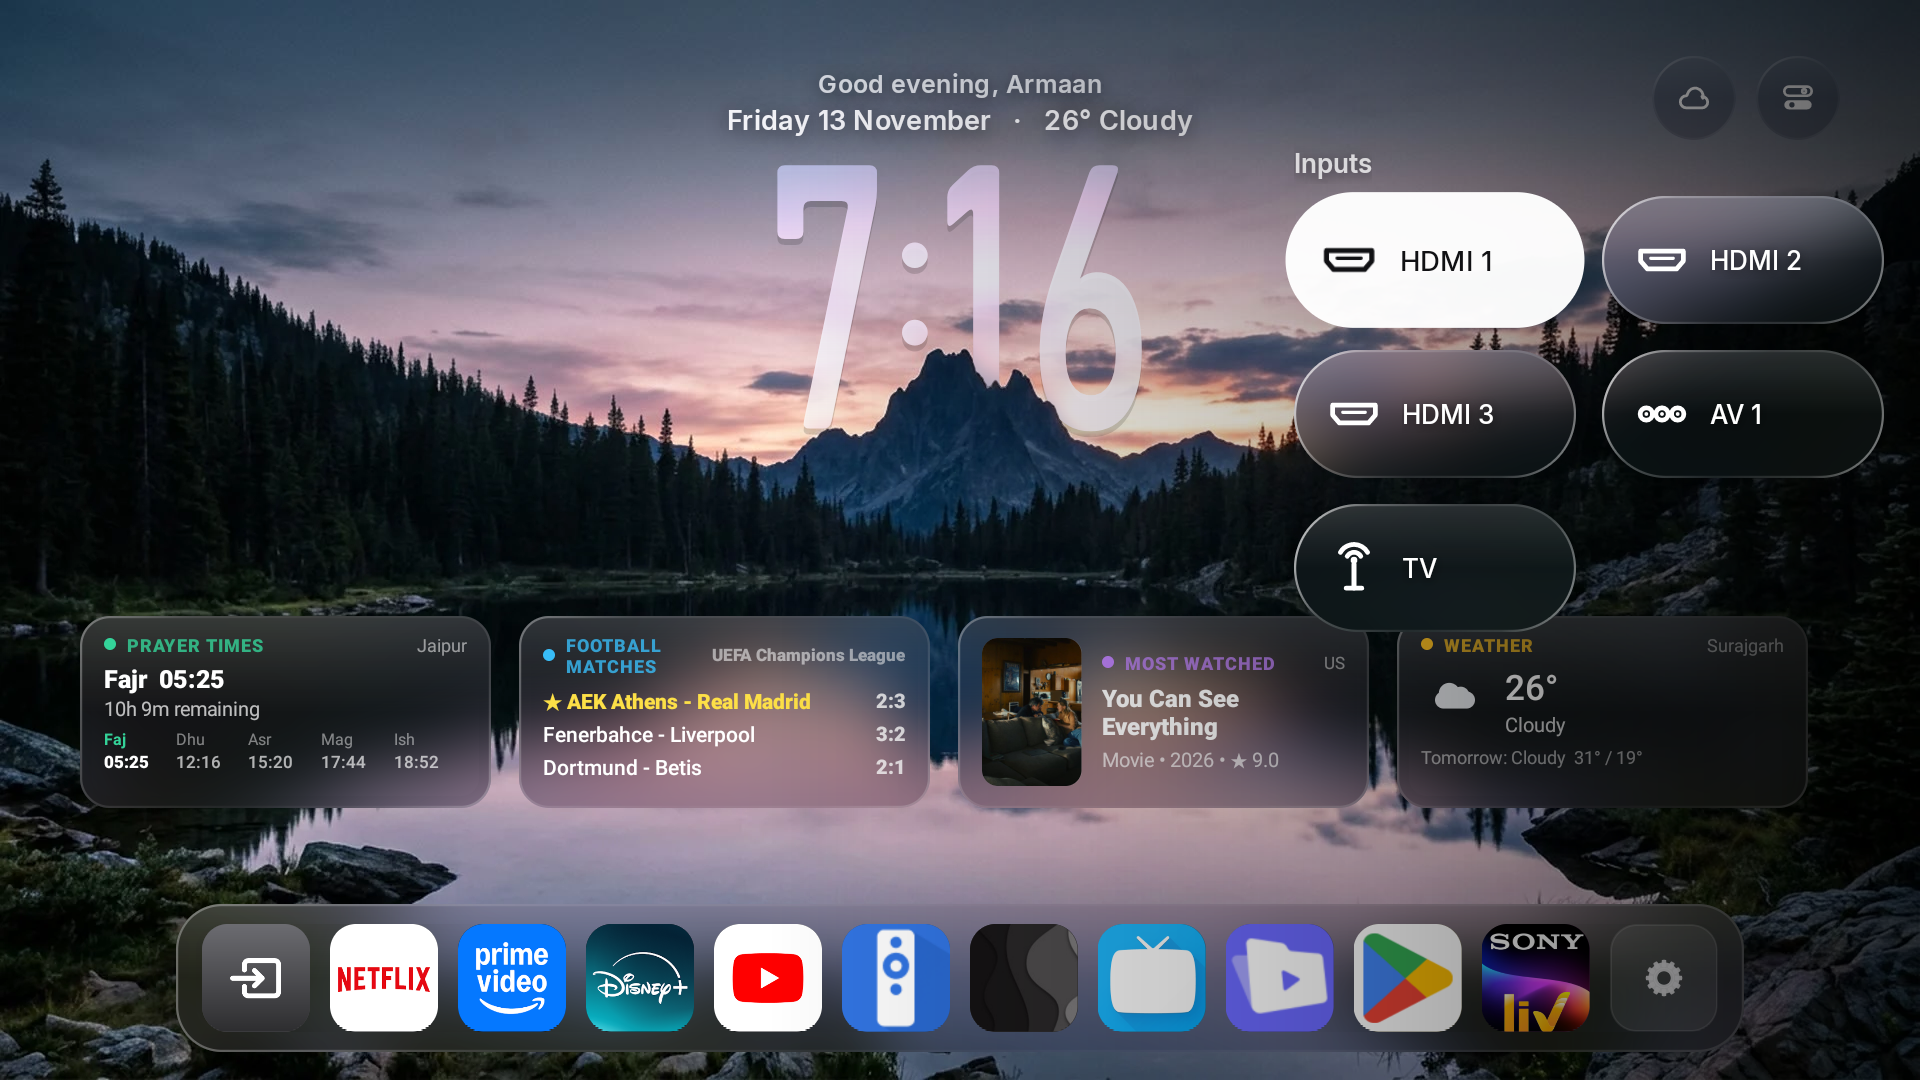 Good evening, Armaan
Friday 13 November · 26° Cloudy
7:16
Inputs
HDMI 1
HDMI 2
HDMI 3
AV 1
TV
PRAYER TIMES
Jaipur
Fajr 05:25
10h 9m remaining
Faj Dhu Asr Mag Ish
05:25 12:16 15:20 17:44 18:52
FOOTBALL
MATCHES
UEFA Champions League
★ AEK Athens - Real Madrid 2:3
Fenerbahce - Liverpool 3:2
Dortmund - Betis 2:1
MOST WATCHED
US
You Can See
Everything
Movie • 2026 • ★ 9.0
WEATHER
Surajgarh
26°
Cloudy
Tomorrow: Cloudy 31° / 19°
NETFLIX
prime
video
Disney+
SONY
liv